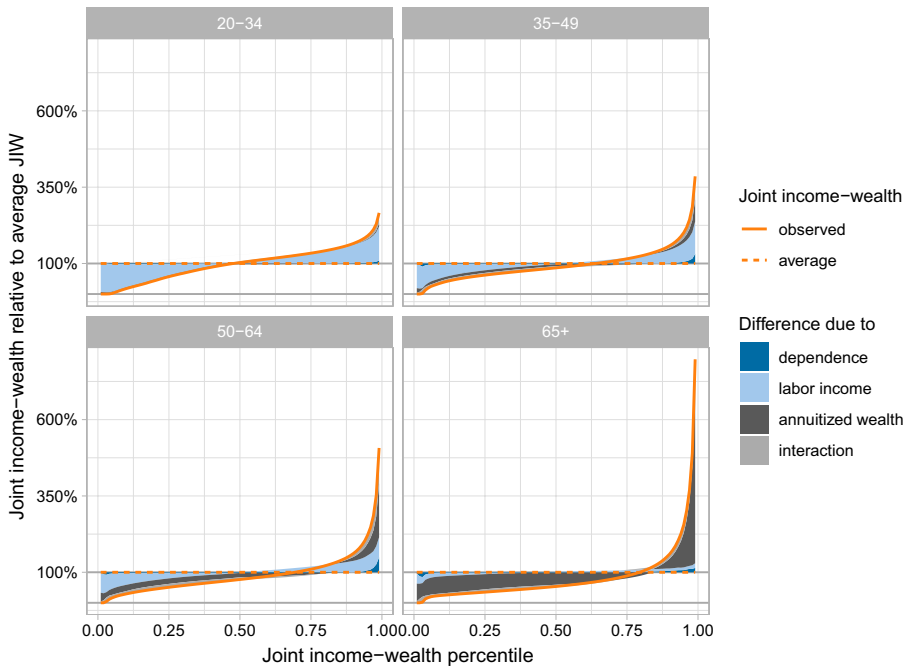 20−34
35−49
600%
350%
100%
50−64
65+
600%
350%
100%
0.00
0.25
0.50
0.75
1.00
0.00
0.25
0.50
0.75
1.00
Joint income−wealth percentile
Joint income−wealth relative to average JIW
Joint income−wealth
observed
average
Difference due to
dependence
labor income
annuitized wealth
interaction